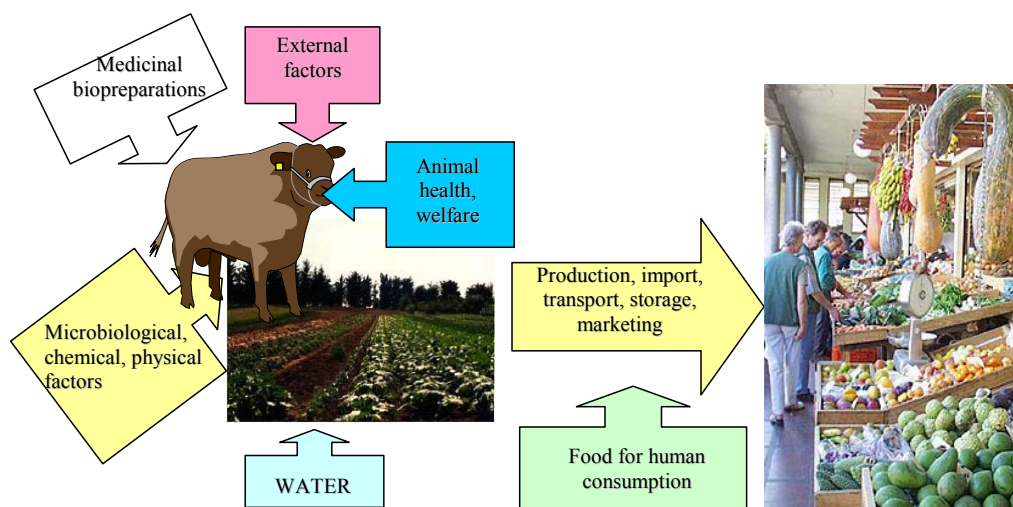 Medicinal
biopreparations
External
factors
Animal
health,
welfare
Microbiological,
chemical, physical
factors
Production, import,
transport, storage,
marketing
WATER
Food for human
consumption